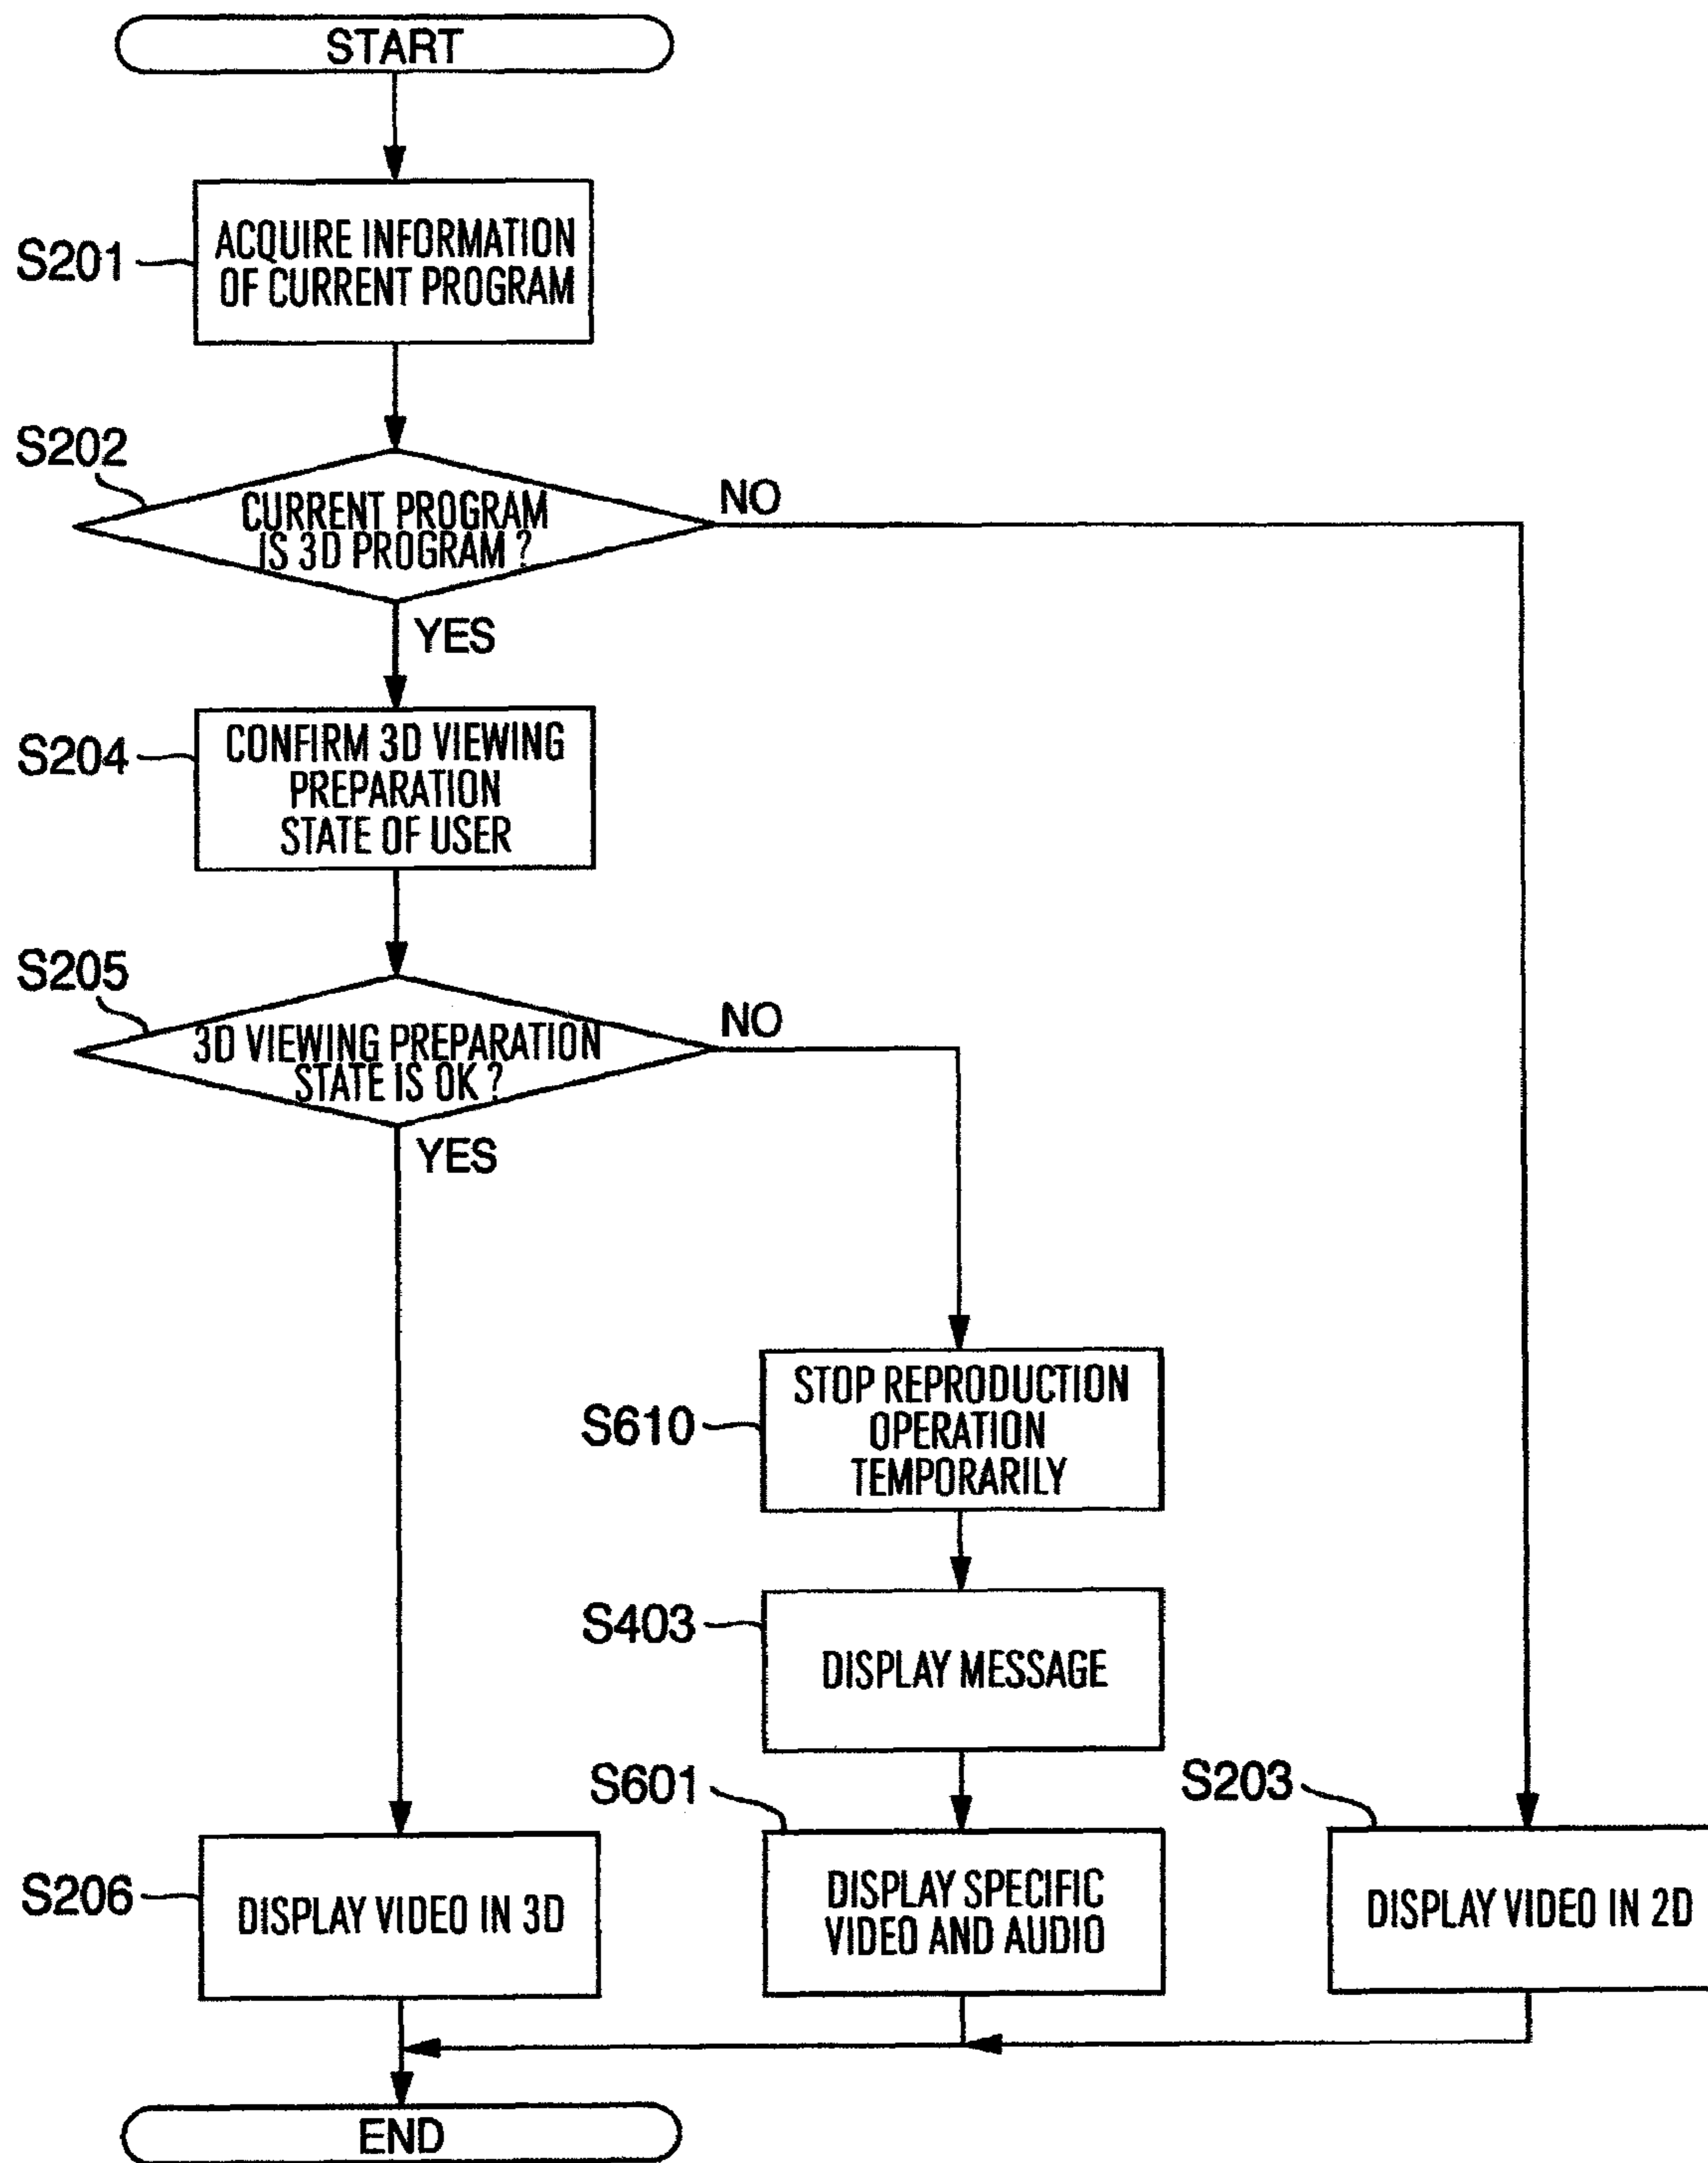 START
S201
ACQUIRE INFORMATION
OF CURRENT PROGRAM
S202
CURRENT PROGRAM
IS 3D PROGRAM ?
NO
YES
S204
CONFIRM 3D VIEWING
PREPARATION
STATE OF USER
S205
3D VIEWING PREPARATION
STATE IS OK ?
NO
YES
S610
STOP REPRODUCTION
OPERATION
TEMPORARILY
S403
DISPLAY MESSAGE
S601
DISPLAY SPECIFIC
VIDEO AND AUDIO
S203
DISPLAY VIDEO IN 2D
S206
DISPLAY VIDEO IN 3D
END